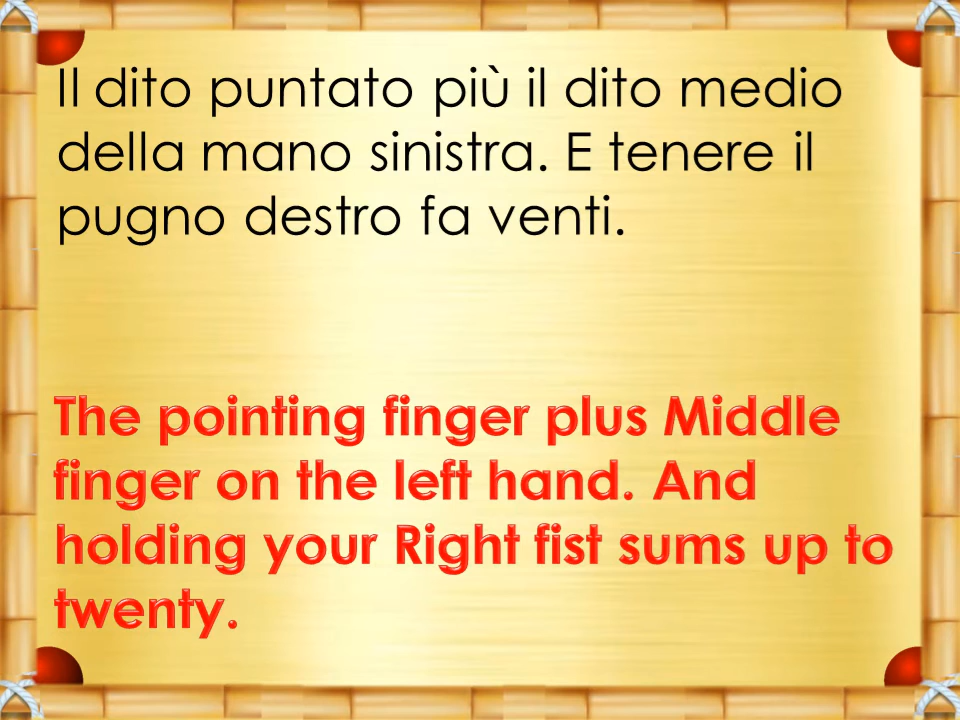 Il dito puntato più il dito medio
della mano sinistra. E tenere il
pugno destro fa venti.
The pointing finger plus Middle
finger on the left hand. And
holding your Right fist sums up to
twenty.